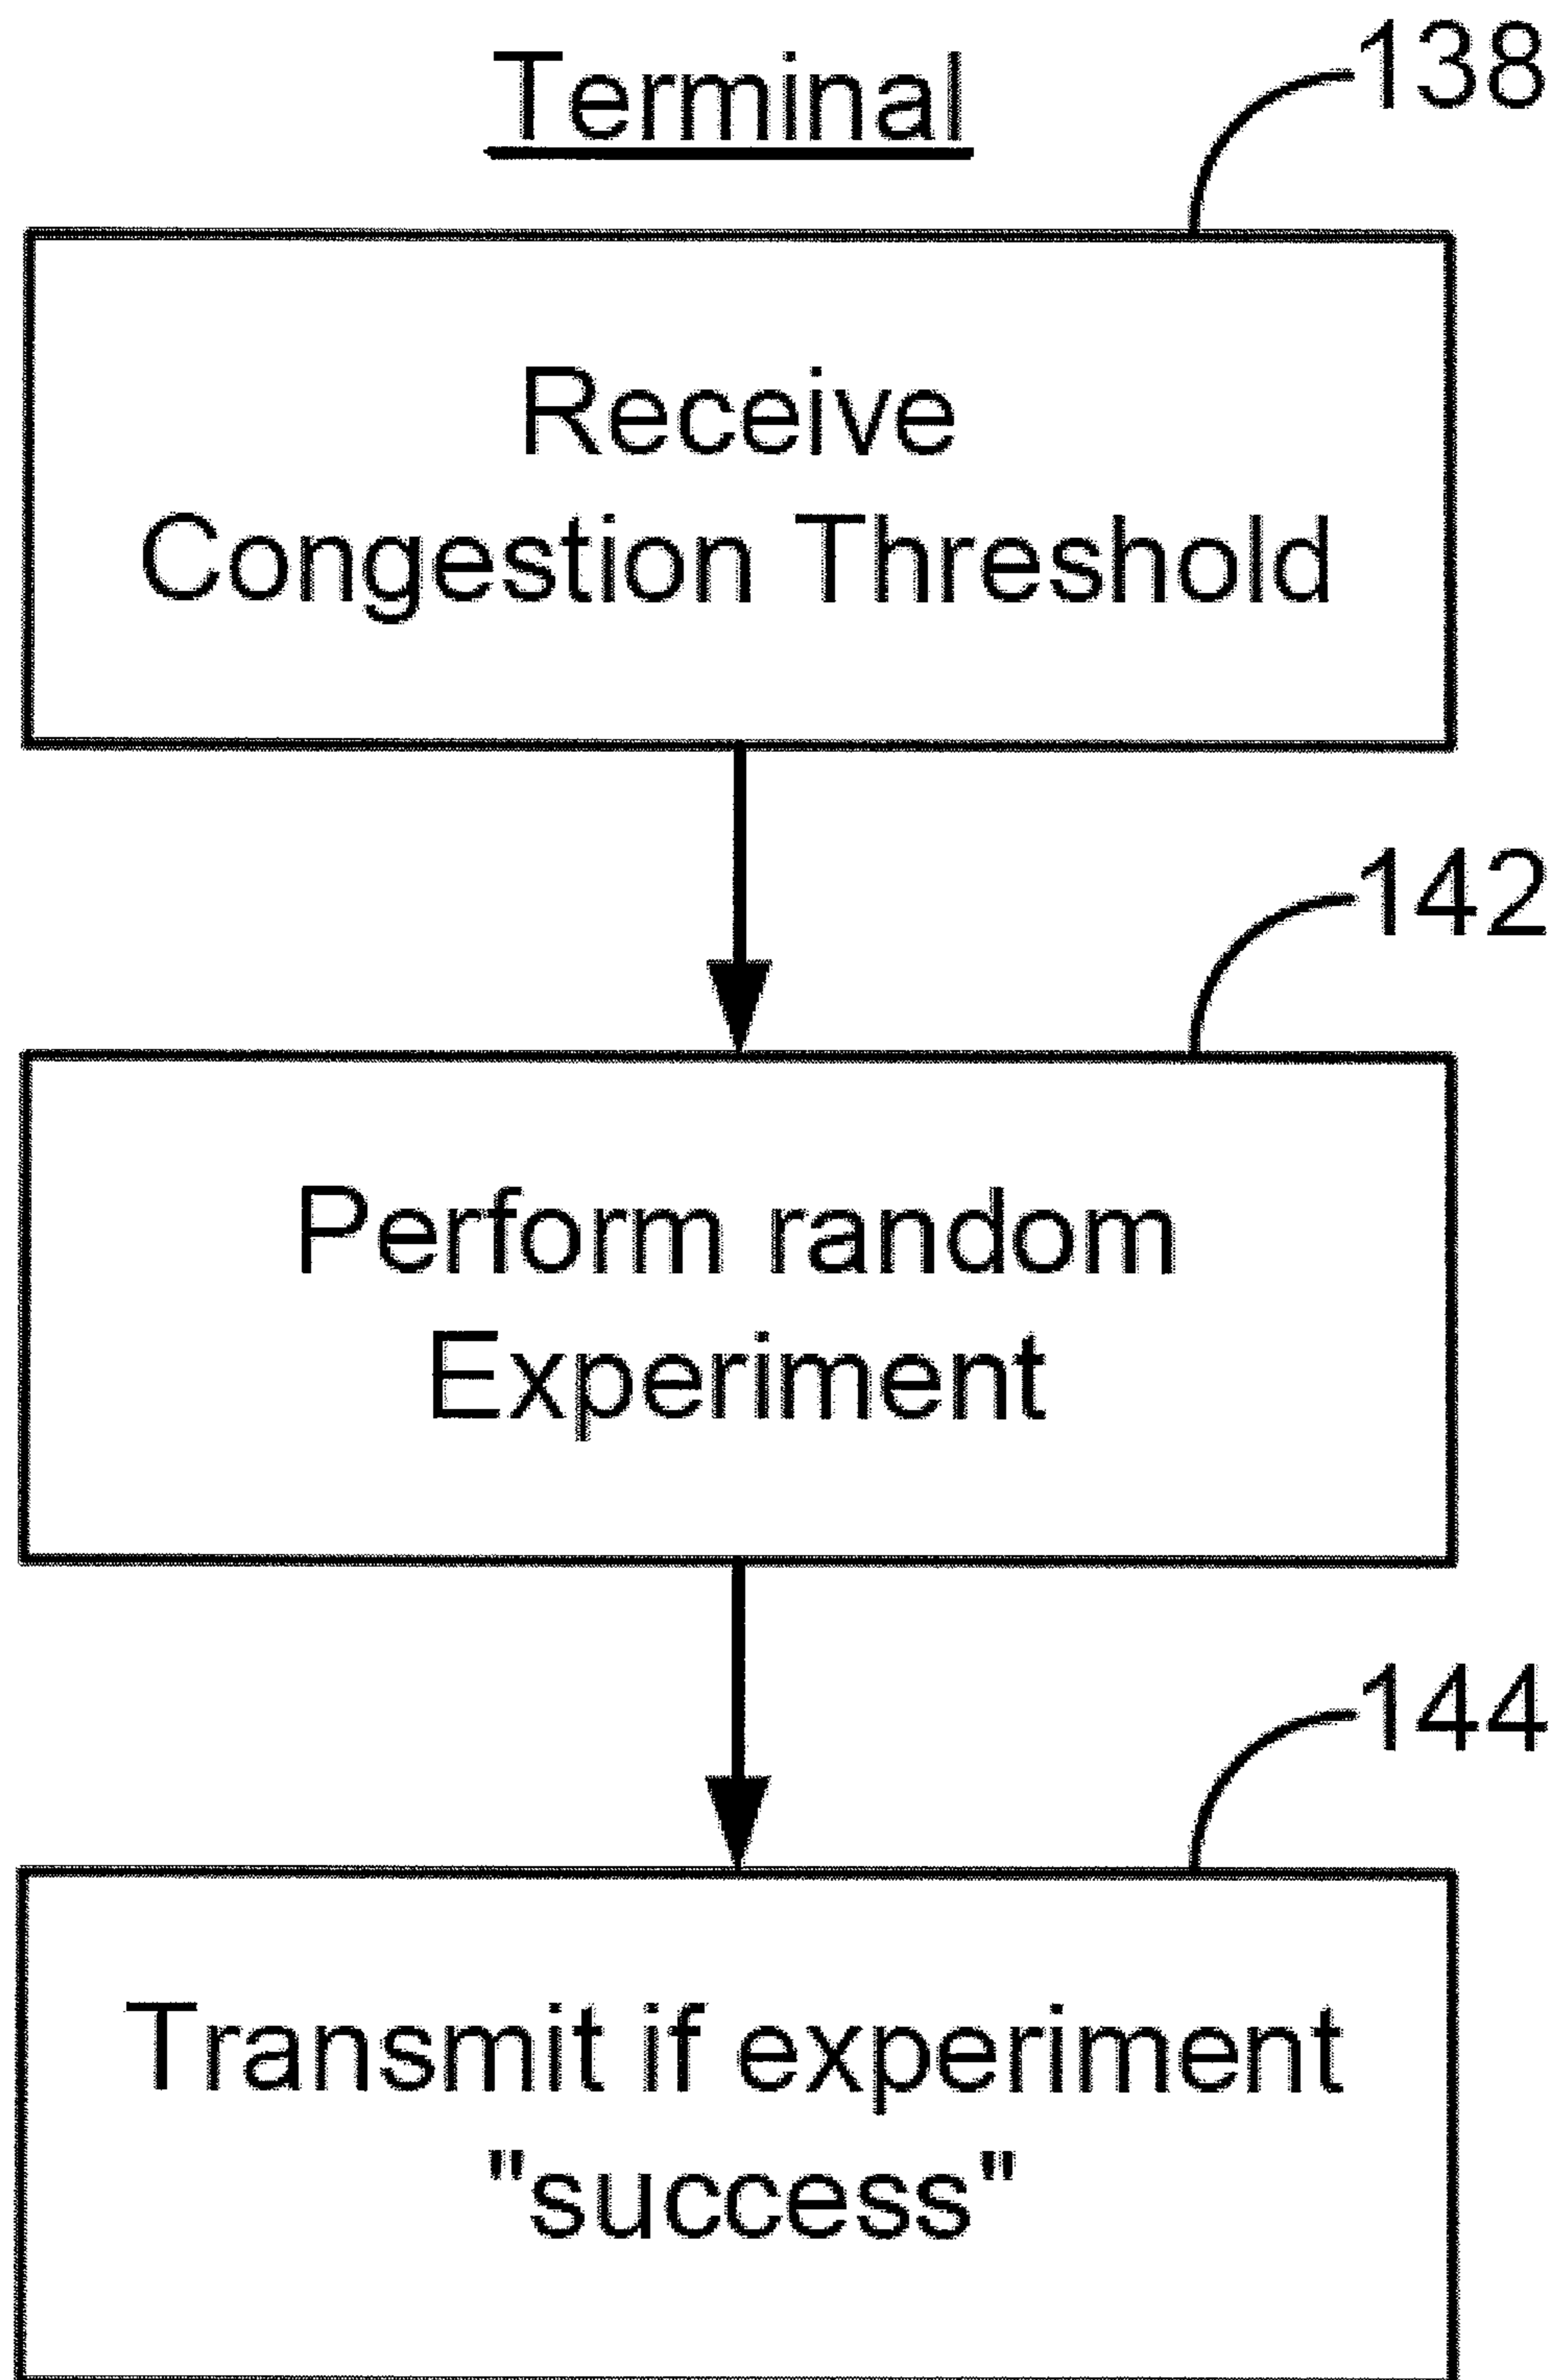 Terminal
138
Receive
Congestion Threshold
142
Perform random
Experiment
144
Transmit if experiment
"success"